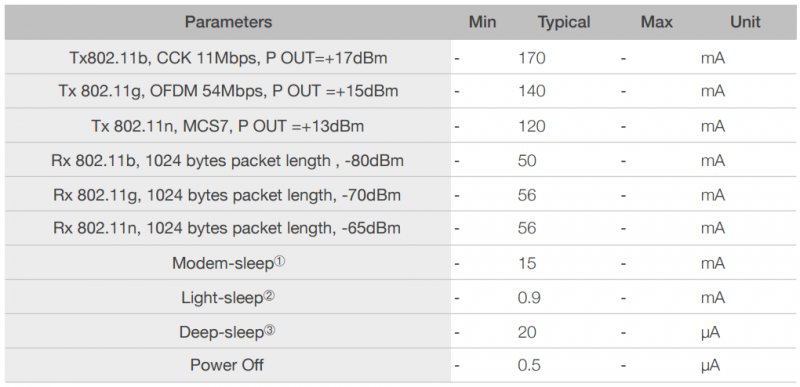 Parameters Min Typical Max Unit
Tx802.11b, CCK 11Mbps, P OUT=+17dBm - 170 - mA
Tx 802.11g, OFDM 54Mbps, P OUT =+15dBm - 140 - mA
Tx 802.11n, MCS7, P OUT =+13dBm - 120 - mA
Rx 802.11b, 1024 bytes packet length , -80dBm - 50 - mA
Rx 802.11g, 1024 bytes packet length, -70dBm - 56 - mA
Rx 802.11n, 1024 bytes packet length, -65dBm - 56 - mA
Modem-sleep① - 15 - mA
Light-sleep② - 0.9 - mA
Deep-sleep③ - 20 - μA
Power Off - 0.5 - μA